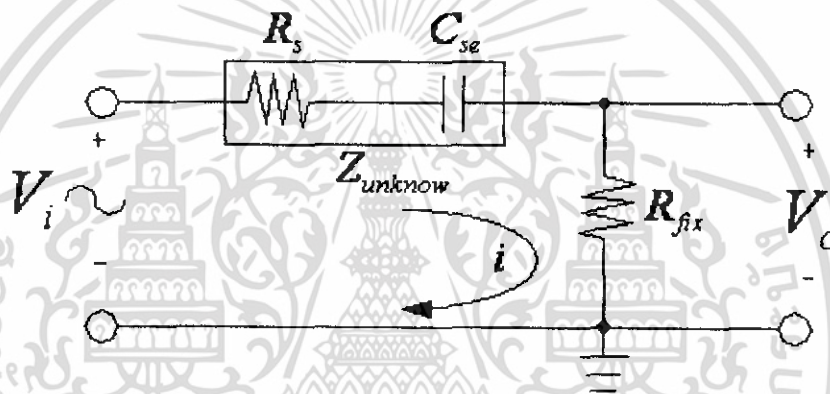 R_s C_se
+ +
V_i Z_unknow R_fix V_o
i
- -